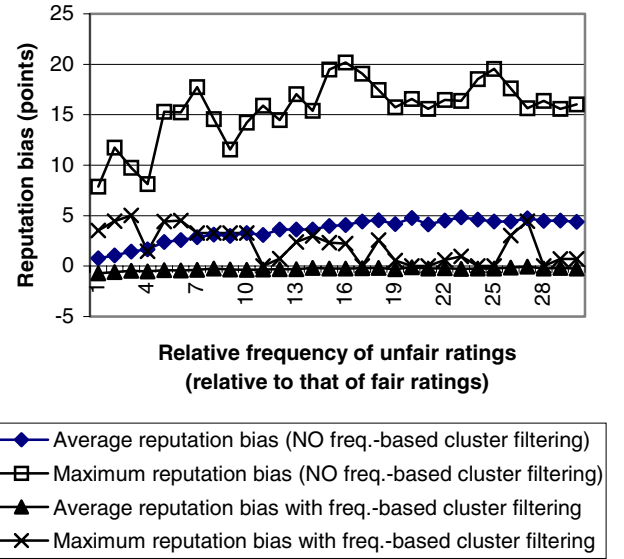 25
20
15
10
5
0
-5
Reputation bias (points)
1 4 7 10 13 16 19 22 25 28
Relative frequency of unfair ratings
(relative to that of fair ratings)
Average reputation bias (NO freq.-based cluster filtering)
Maximum reputation bias (NO freq.-based cluster filtering)
Average reputation bias with freq.-based cluster filtering
Maximum reputation bias with freq.-based cluster filtering